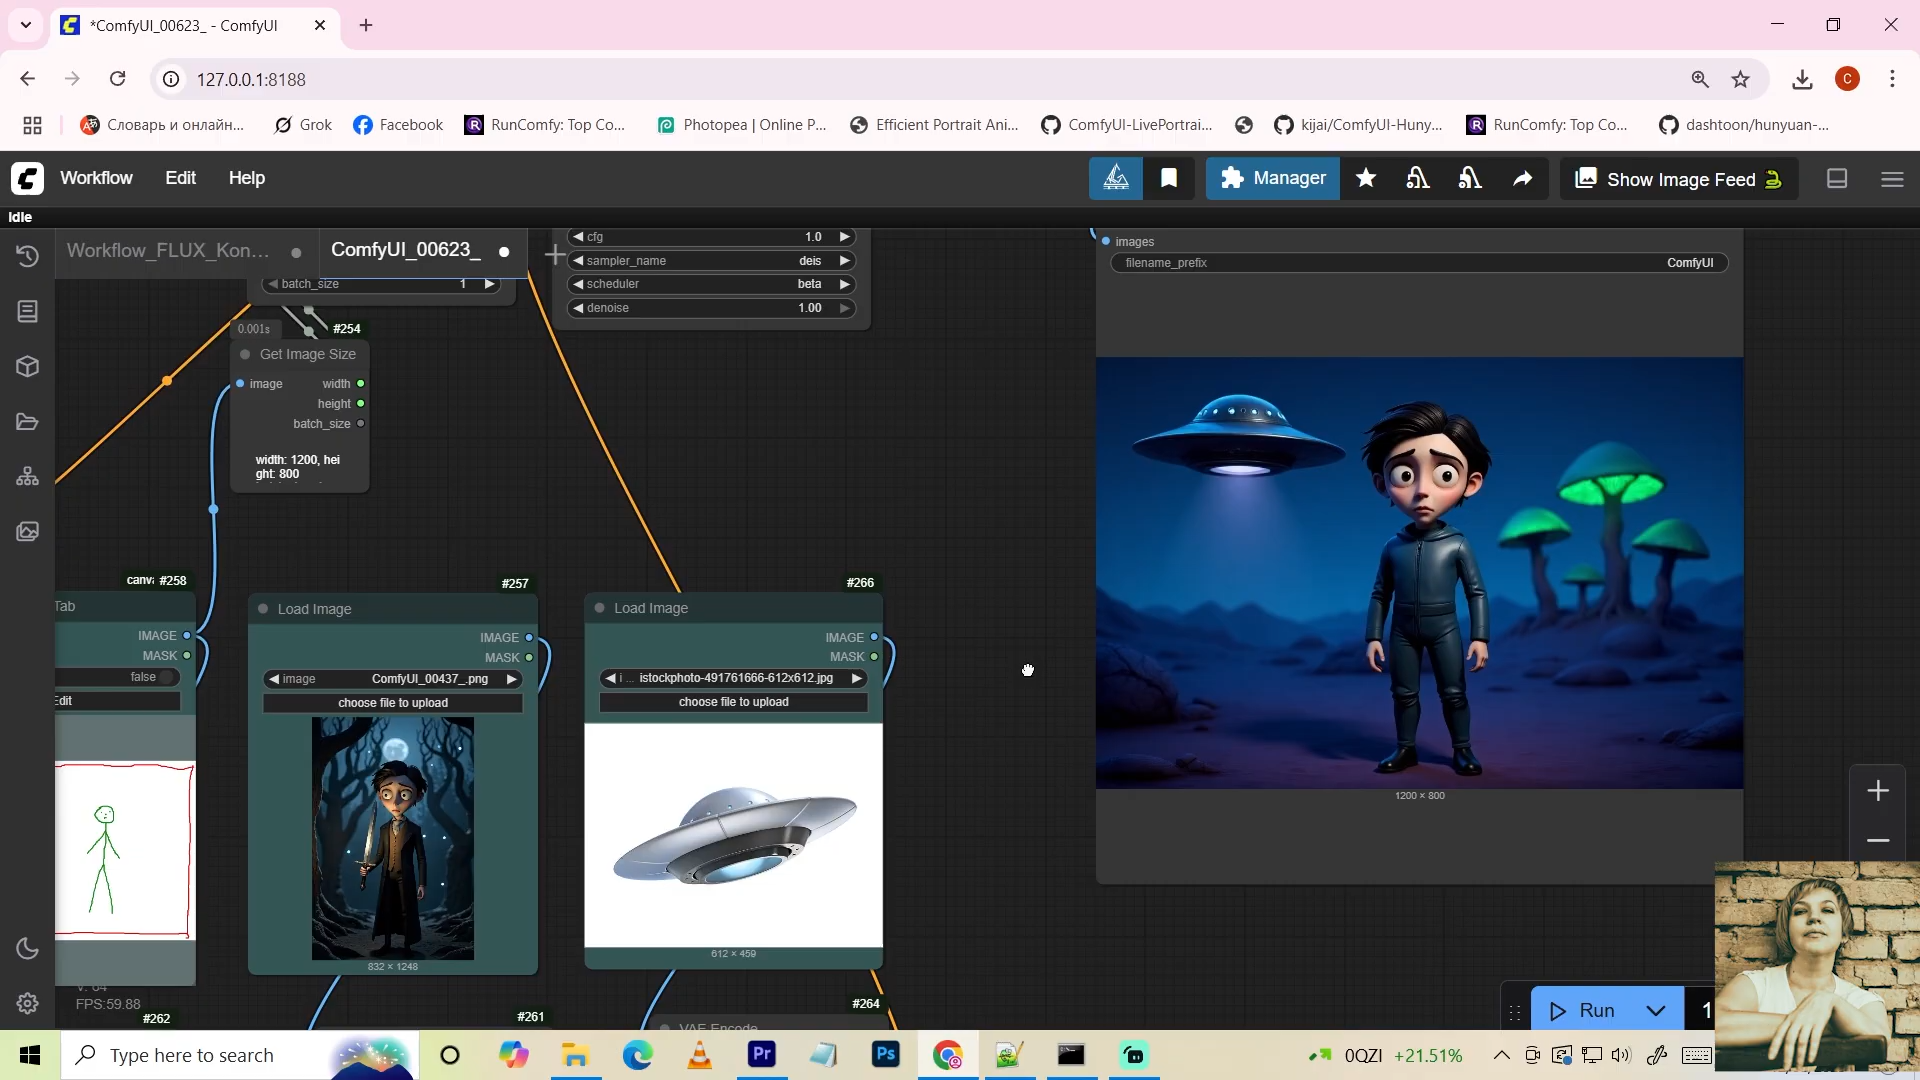 *ComfyUI_00623_ - ComfyUI
127.0.0.1:8188
Словарь и онлайн...
Grok
Facebook
RunComfy: Top Co...
Photopea | Online P...
Efficient Portrait Ani...
ComfyUI-LivePortrai...
kijai/ComfyUI-Huny...
RunComfy: Top Co...
dashtoon/hunyuan-...
Workflow
Edit
Help
Manager
Show Image Feed
Idle
Workflow_FLUX_Kon...
ComfyUI_00623_
batch_size 1
cfg 1.0
sampler_name deis
scheduler beta
denoise 1.00
images
filename_prefix ComfyUI
0.001s
#254
Get Image Size
image width
height
batch_size
width: 1200, hei
ght: 800
1200 × 800
canva #258
Tab
IMAGE
MASK
false
Edit
#257
Load Image
IMAGE
MASK
image ComfyUI_00437_.png
choose file to upload
832 × 1248
#266
Load Image
IMAGE
MASK
i ... istockphoto-491761666-612x612.jpg
choose file to upload
612 × 459
FPS:59.88
#262
#261
#264
VAE Encode
Run
1
Type here to search
Pr
Ps
0QZI +21.51%